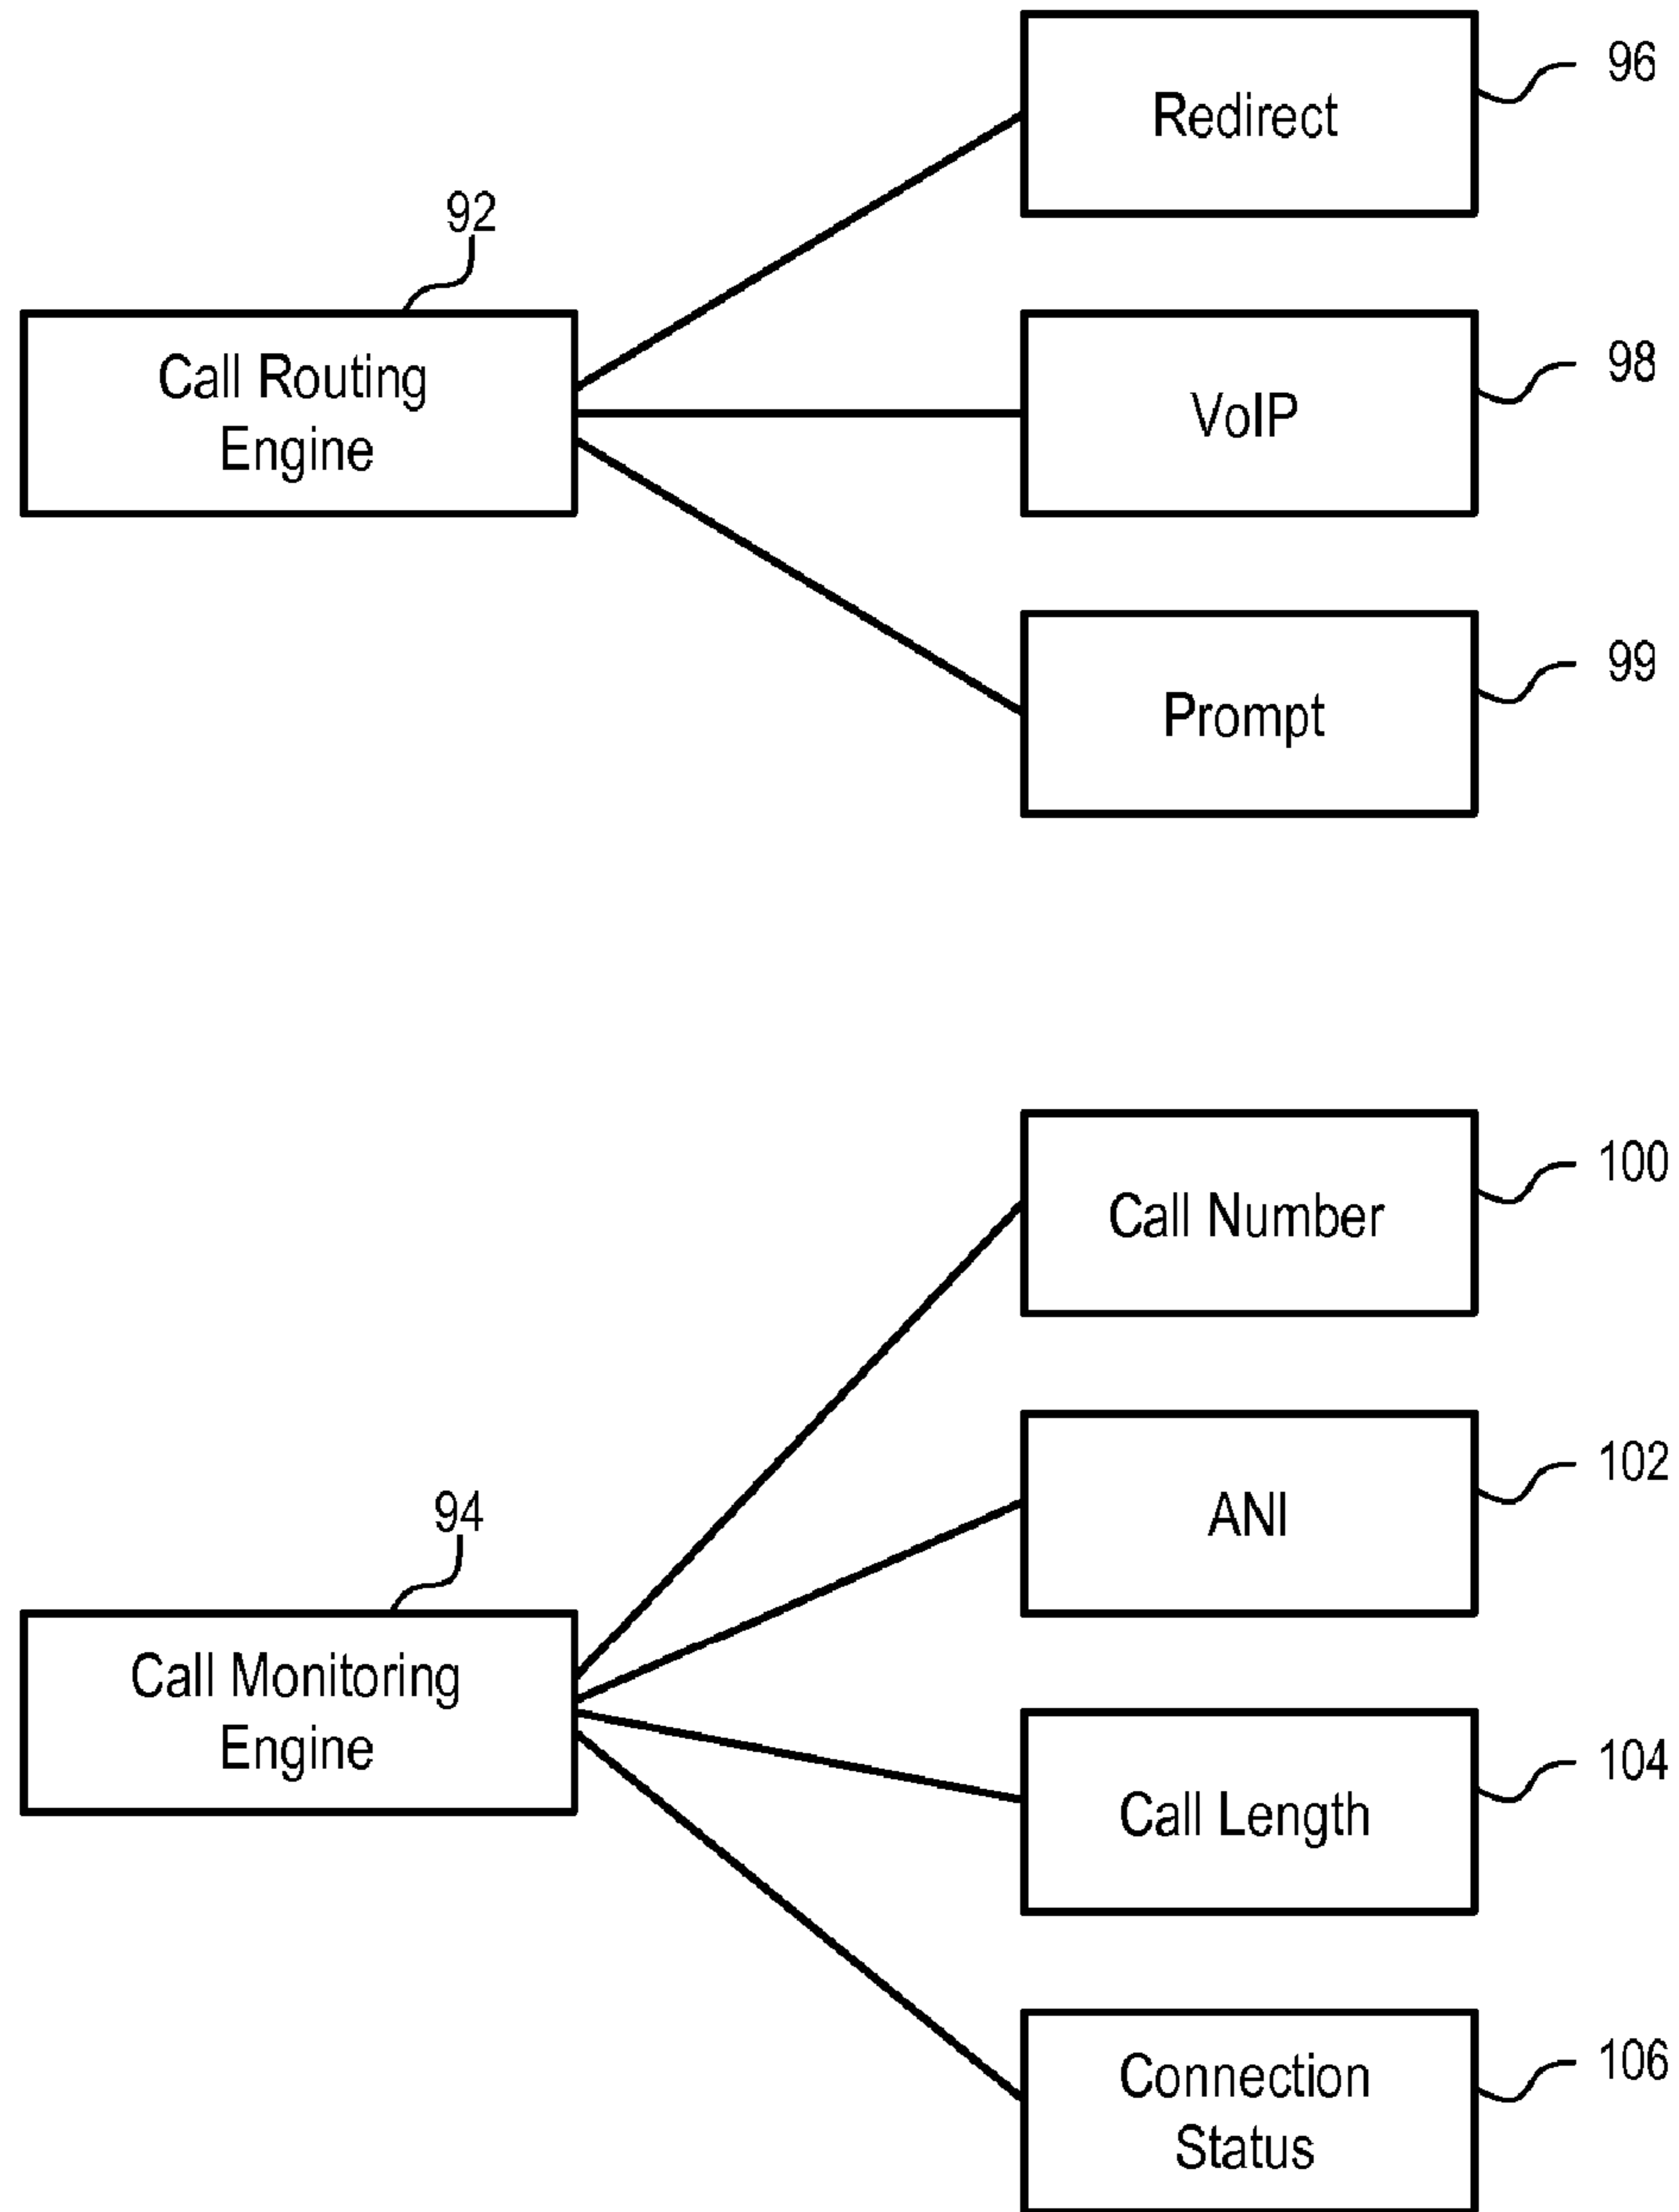 96
Redirect
92
98
Call Routing
Engine
VoIP
99
Prompt
100
Call Number
102
ANI
94
Call Monitoring
Engine
104
Call Length
106
Connection
Status